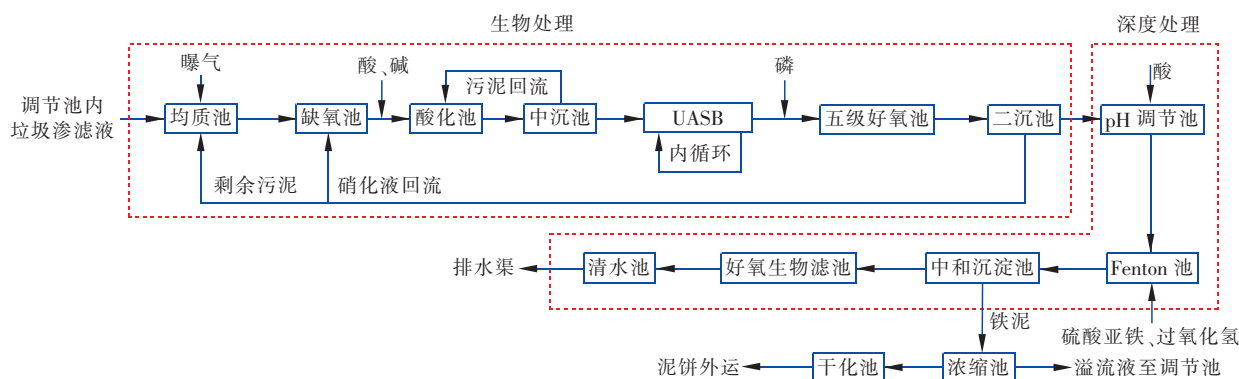 生物处理
深度处理
曝气
酸、碱
污泥回流
磷
酸
调节池内
垃圾渗滤液
均质池
缺氧池
酸化池
中沉池
UASB
五级好氧池
二沉池
pH 调节池
内循环
剩余污泥
硝化液回流
排水渠
清水池
好氧生物滤池
中和沉淀池
Fenton 池
铁泥
硫酸亚铁、过氧化氢
泥饼外运
干化池
浓缩池
溢流液至调节池